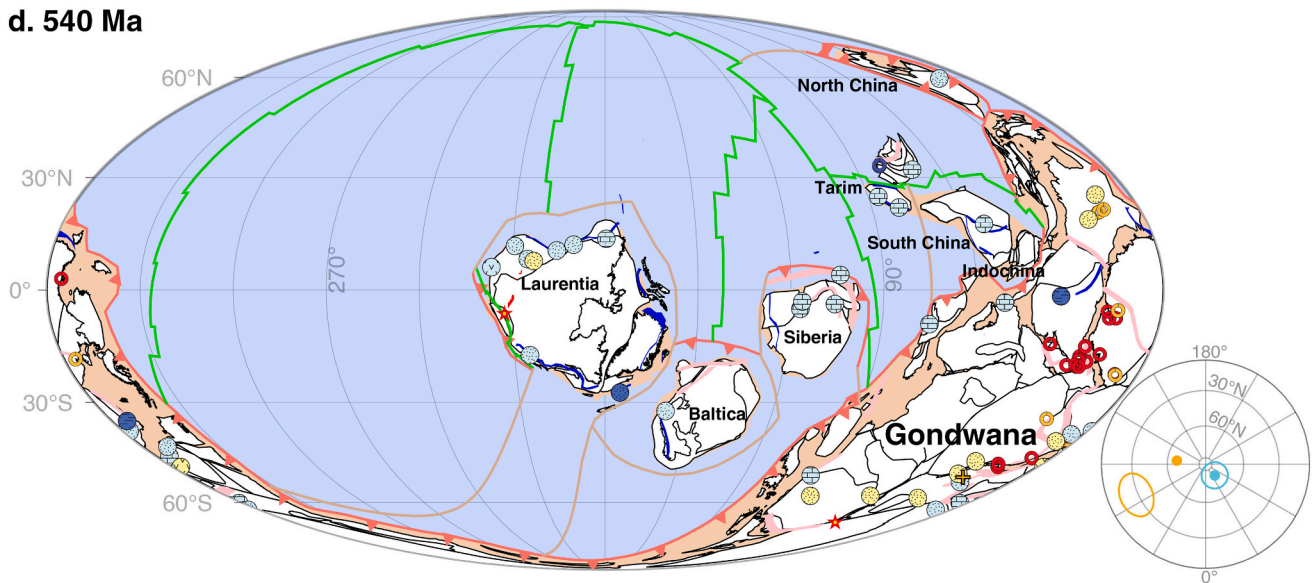 d. 540 Ma
60°N
North China
30°N
Tarim
South China
Indochina
270°
90°
0°
Laurentia
Siberia
30°S
Baltica
Gondwana
60°S
180°
30°N
60°N
0°